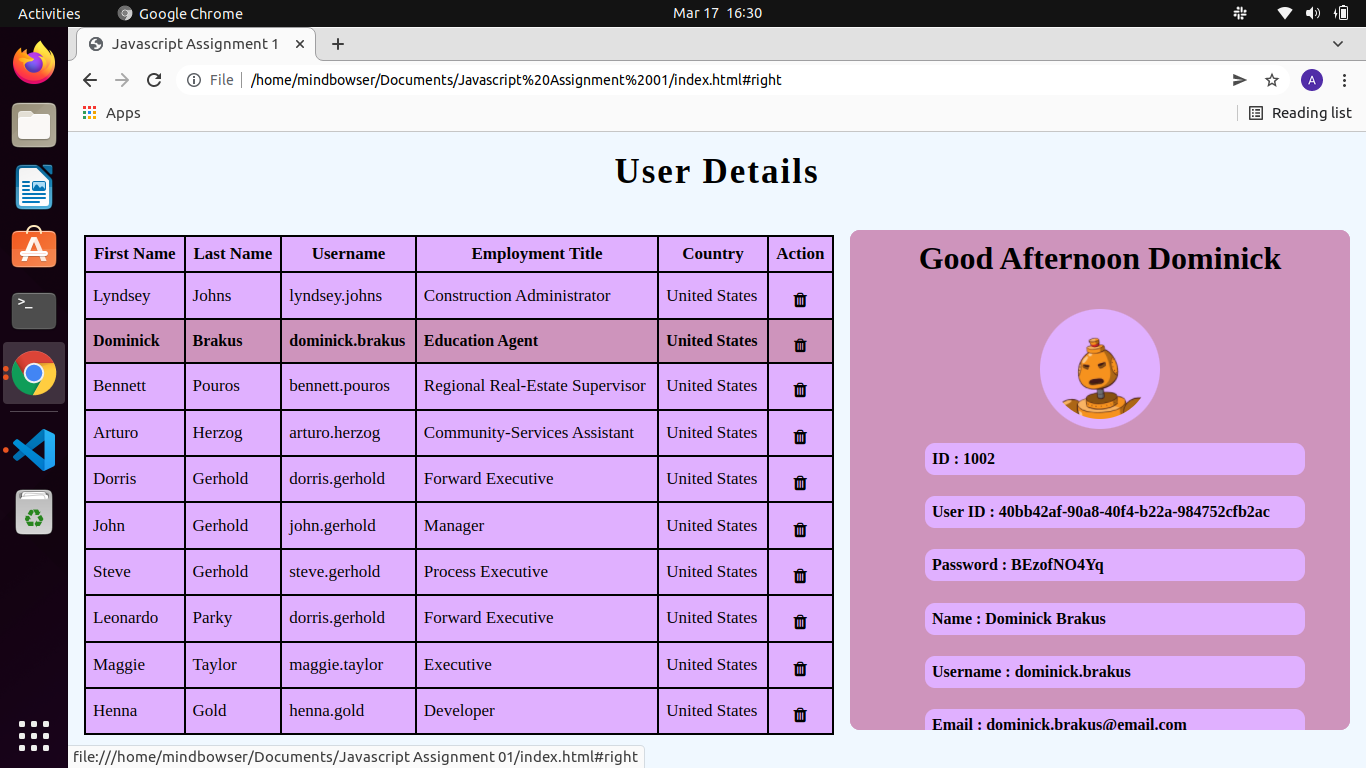 Activities Google Chrome Mar 17 16:30
Javascript Assignment 1
File /home/mindbowser/Documents/Javascript%20Assignment%2001/index.html#right A
Apps Reading list
User Details
First Name Last Name Username Employment Title Country Action
Lyndsey Johns lyndsey.johns Construction Administrator United States
Dominick Brakus dominick.brakus Education Agent United States
Bennett Pouros bennett.pouros Regional Real-Estate Supervisor United States
Arturo Herzog arturo.herzog Community-Services Assistant United States
Dorris Gerhold dorris.gerhold Forward Executive United States
John Gerhold john.gerhold Manager United States
Steve Gerhold steve.gerhold Process Executive United States
Leonardo Parky dorris.gerhold Forward Executive United States
Maggie Taylor maggie.taylor Executive United States
Henna Gold henna.gold Developer United States
Good Afternoon Dominick
ID : 1002
User ID : 40bb42af-90a8-40f4-b22a-984752cfb2ac
Password : BEzofNO4Yq
Name : Dominick Brakus
Username : dominick.brakus
Email : dominick.brakus@email.com
file:///home/mindbowser/Documents/Javascript Assignment 01/index.html#right